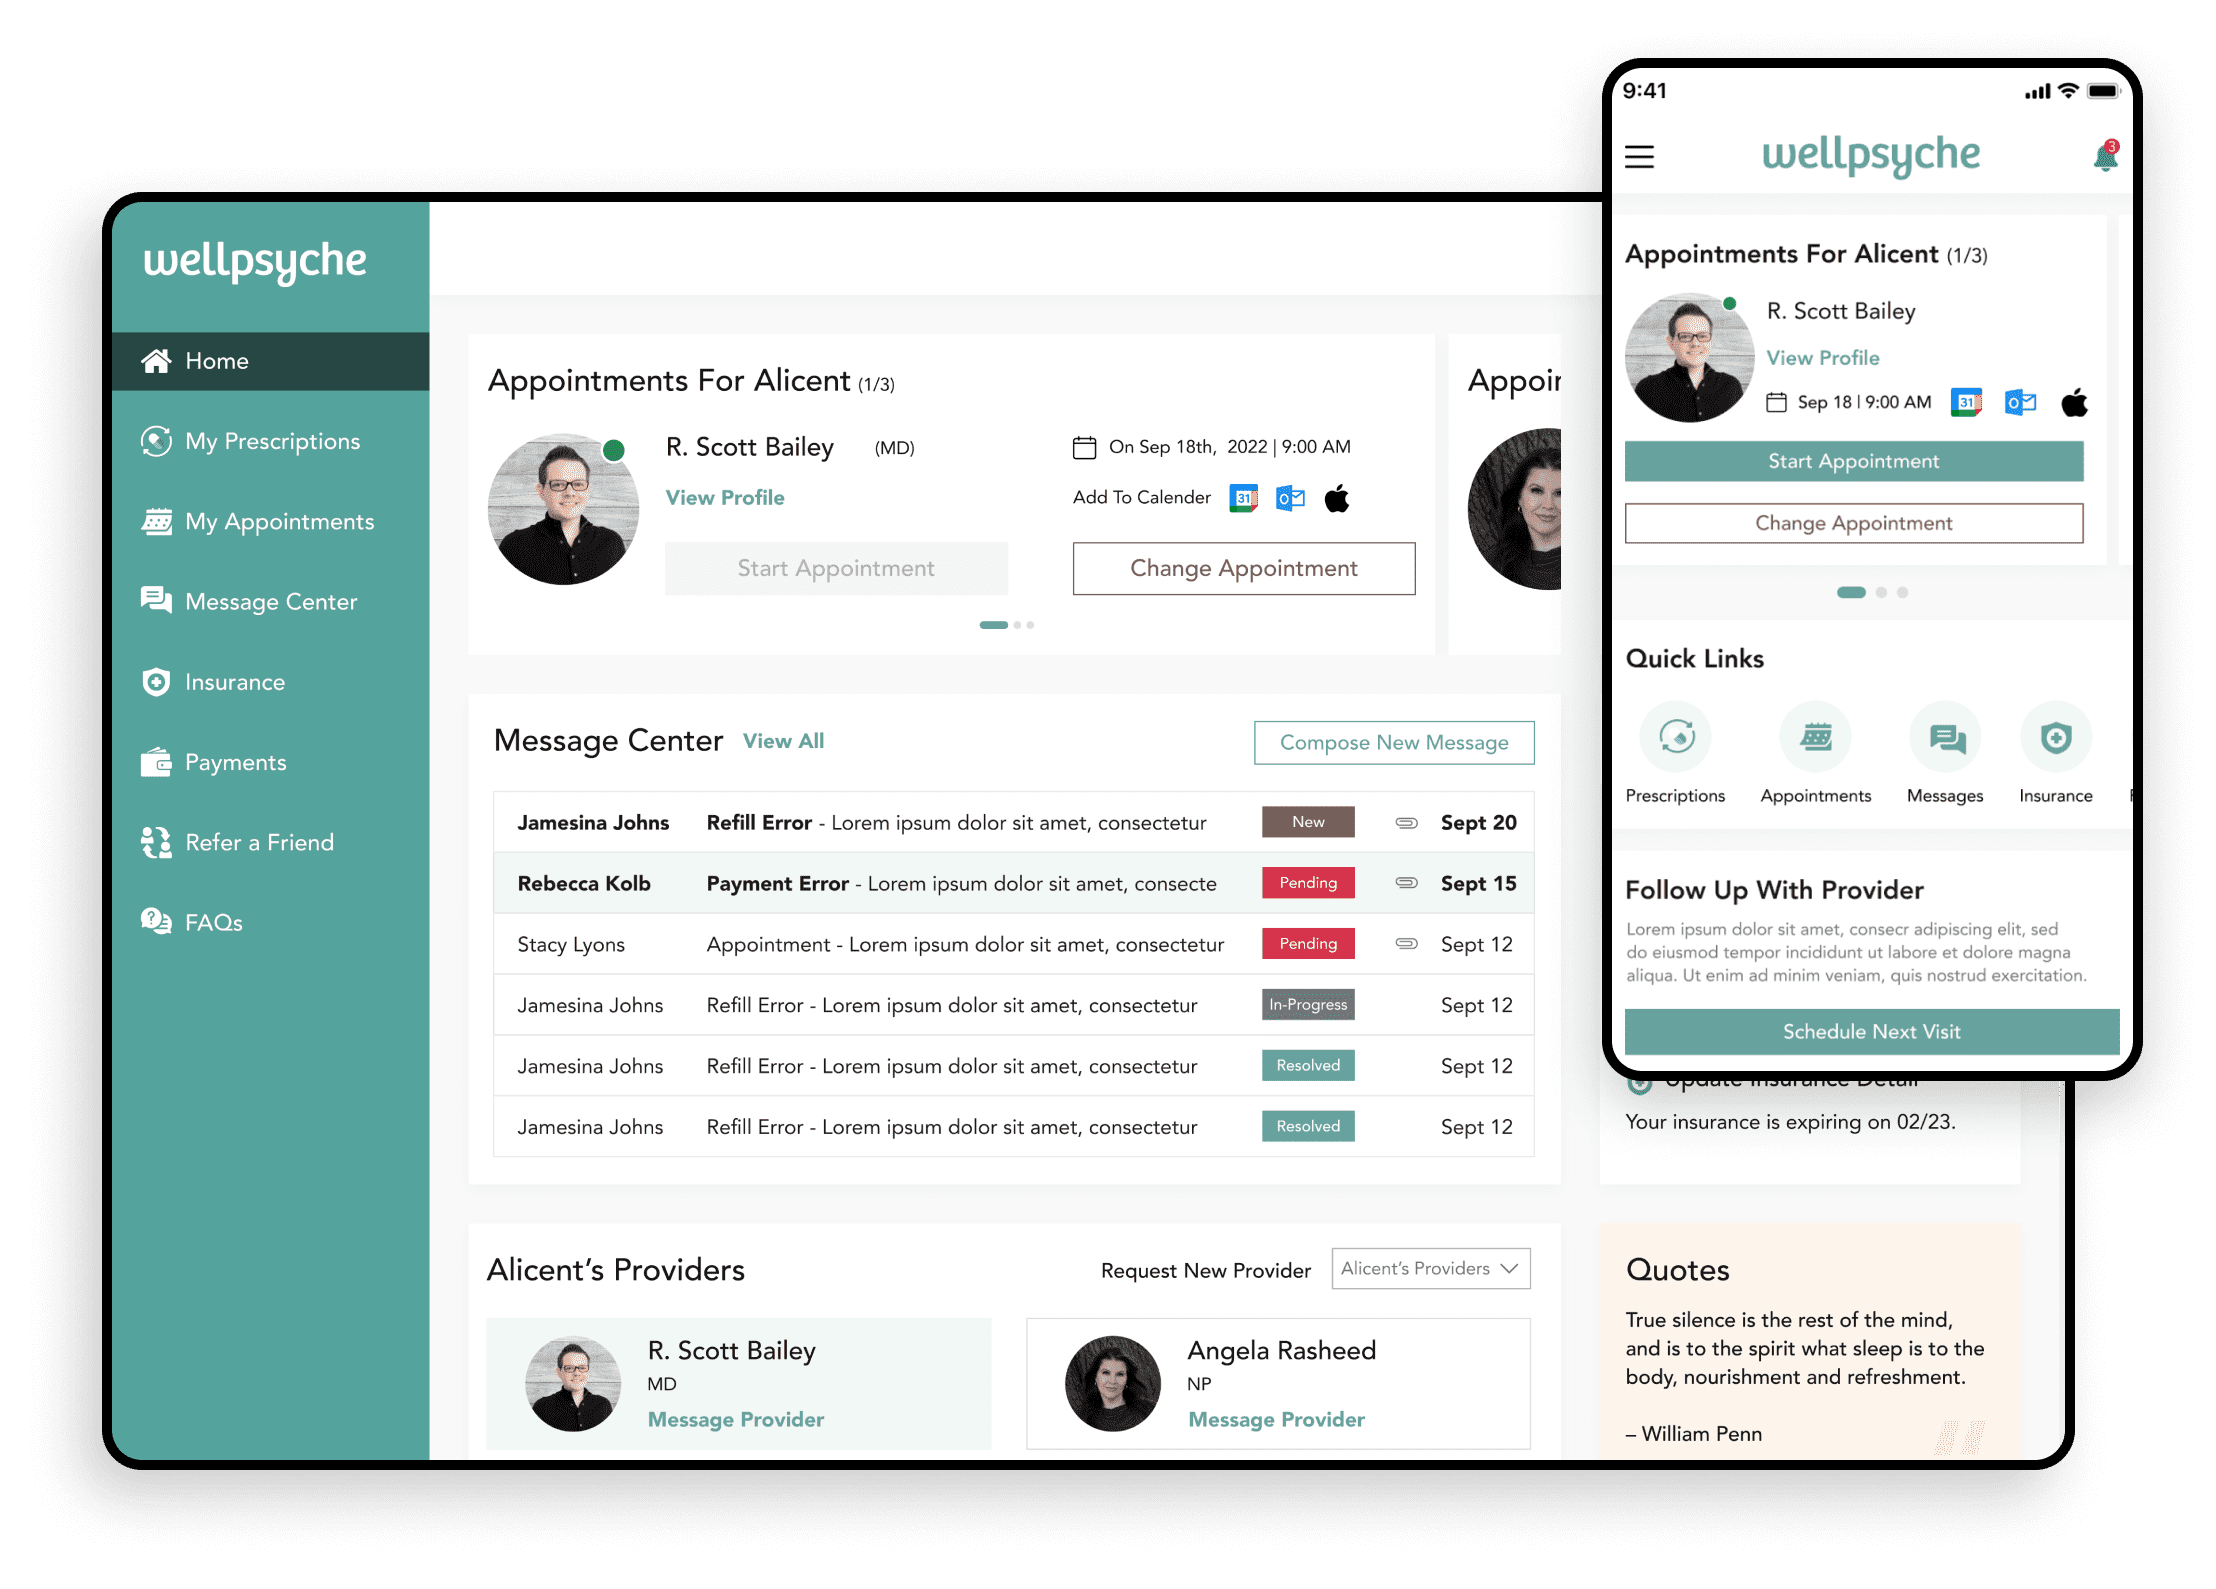 wellpsyche
Home
My Prescriptions
My Appointments
Message Center
Insurance
Payments
Refer a Friend
FAQs
Appointments For Alicent (1/3)
R. Scott Bailey (MD)
View Profile
On Sep 18th, 2022 | 9:00 AM
Add To Calender
31
Start Appointment
Change Appointment
Appoin
Message Center View All
Compose New Message
Jamesina Johns Refill Error - Lorem ipsum dolor sit amet, consectetur New Sept 20
Rebecca Kolb Payment Error - Lorem ipsum dolor sit amet, consecte Pending Sept 15
Stacy Lyons Appointment - Lorem ipsum dolor sit amet, consectetur Pending Sept 12
Jamesina Johns Refill Error - Lorem ipsum dolor sit amet, consectetur In-Progress Sept 12
Jamesina Johns Refill Error - Lorem ipsum dolor sit amet, consectetur Resolved Sept 12
Jamesina Johns Refill Error - Lorem ipsum dolor sit amet, consectetur Resolved Sept 12
Alicent's Providers
Request New Provider Alicent's Providers
R. Scott Bailey
MD
Message Provider
Angela Rasheed
NP
Message Provider
Update Insurance Detail
Your insurance is expiring on 02/23.
Quotes
True silence is the rest of the mind,
and is to the spirit what sleep is to the
body, nourishment and refreshment.
– William Penn
9:41
wellpsyche
3
Appointments For Alicent (1/3)
R. Scott Bailey
View Profile
Sep 18 | 9:00 AM
31
Start Appointment
Change Appointment
Quick Links
Prescriptions Appointments Messages Insurance
Follow Up With Provider
Lorem ipsum dolor sit amet, consecr adipiscing elit, sed
do eiusmod tempor incididunt ut labore et dolore magna
aliqua. Ut enim ad minim veniam, quis nostrud exercitation.
Schedule Next Visit